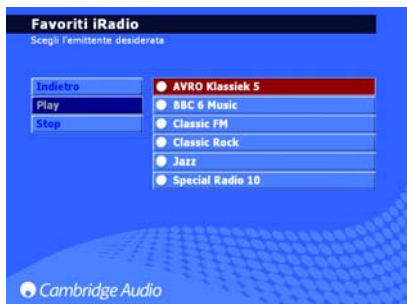 Favoriti iRadio
Scegli l'emittente desiderata
Indietro
Play
Stop
AVRO Klassiek 5
BBC 6 Music
Classic FM
Classic Rock
Jazz
Special Radio 10
Cambridge Audio